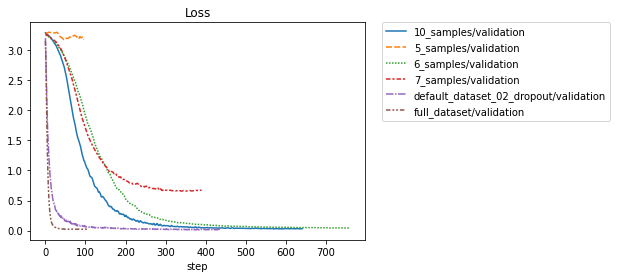 Loss
3.0
2.5
2.0
1.5
1.0
0.5
0.0
0 100 200 300 400 500 600 700
step
10_samples/validation
5_samples/validation
6_samples/validation
7_samples/validation
default_dataset_02_dropout/validation
full_dataset/validation